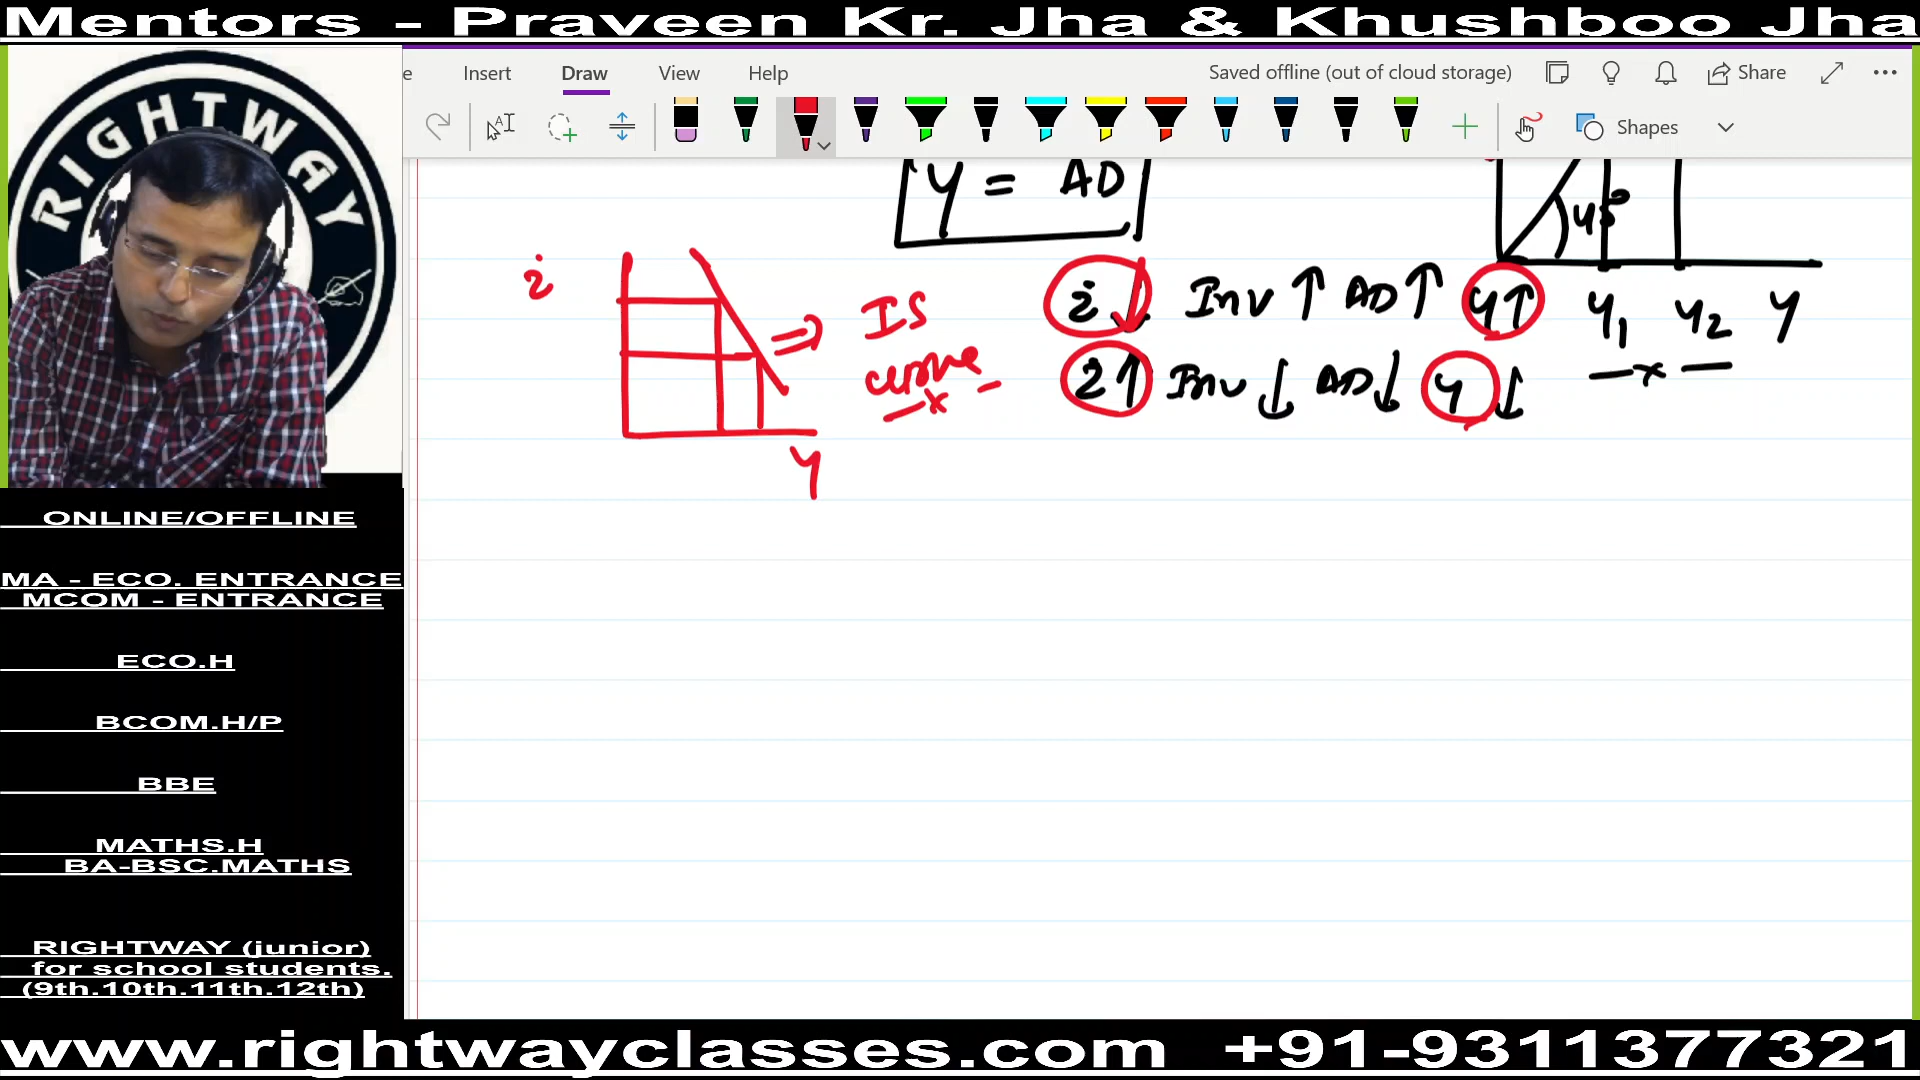 Mentors - Praveen Kr. Jha & Khushboo Jha
RIGHTWAY
e Insert Draw View Help
Saved offline (out of cloud storage)
Share
Shapes
Y = AD
45°
i
IS
curve
Y
i ↓ Inv ↑ AD ↑ Y ↑
i ↑ Inv ↓ AD ↓ Y ↓
Y1 Y2 Y
ONLINE/OFFLINE
MA - ECO. ENTRANCE
MCOM - ENTRANCE
ECO.H
BCOM.H/P
BBE
MATHS.H
BA-BSC.MATHS
RIGHTWAY (junior)
for school students.
(9th.10th.11th.12th)
www.rightwayclasses.com +91-9311377321